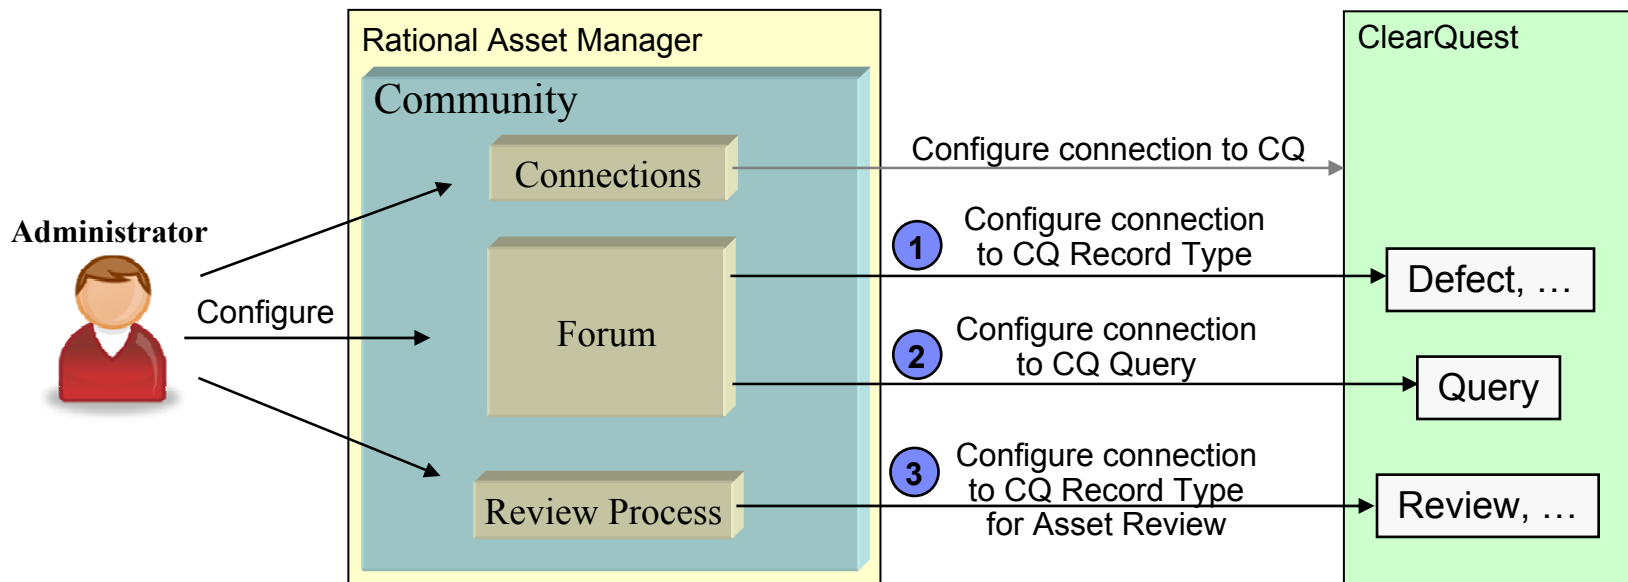 Rational Asset Manager
ClearQuest
Community
Connections
Configure connection to CQ
Administrator
1
Configure connection
to CQ Record Type
Defect, …
Configure
Forum
2
Configure connection
to CQ Query
Query
3
Configure connection
to CQ Record Type
for Asset Review
Review Process
Review, …